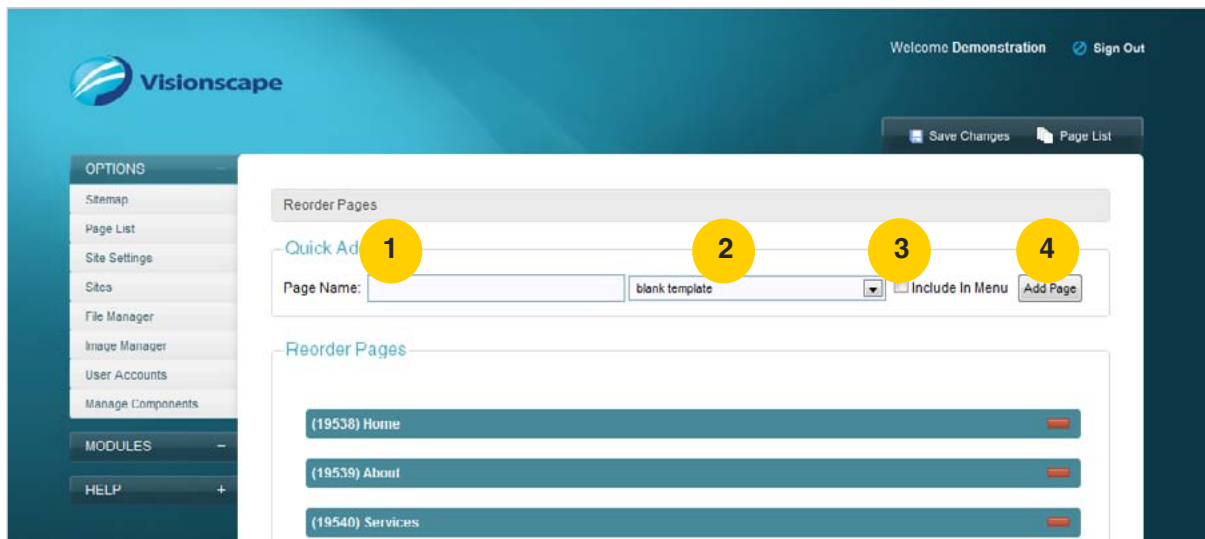 Welcome Demonstration Sign Out
Visionscape
Save Changes Page List
OPTIONS -
Sitemap
Page List
Site Settings
Sites
File Manager
Image Manager
User Accounts
Manage Components
MODULES -
HELP +
Reorder Pages
Quick Ad
1 2 3 4
Page Name: blank template Include In Menu Add Page
Reorder Pages
(19538) Home
(19539) About
(19540) Services